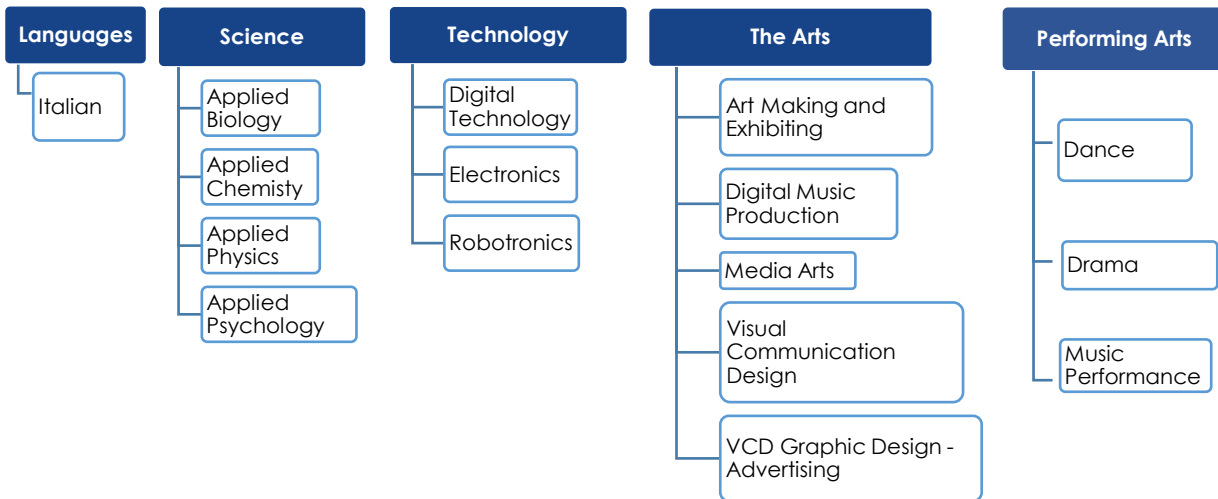 Languages
Italian
Science
Applied
Biology
Applied
Chemisty
Applied
Physics
Applied
Psychology
Technology
Digital
Technology
Electronics
Robotronics
The Arts
Art Making and
Exhibiting
Digital Music
Production
Media Arts
Visual
Communication
Design
VCD Graphic Design -
Advertising
Performing Arts
Dance
Drama
Music
Performance